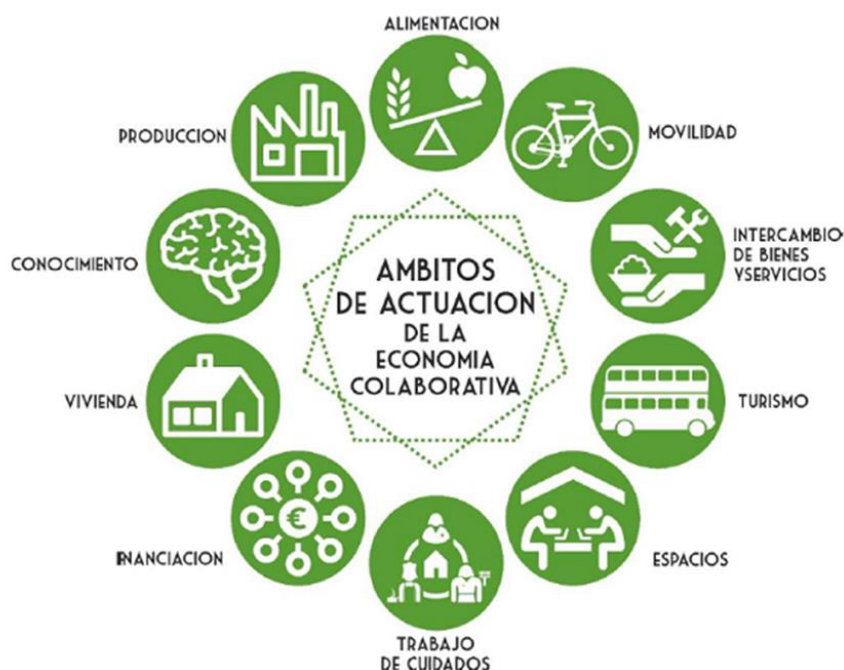 ALIMENTACION
MOVILIDAD
INTERCAMBIO
DE BIENES
YSERVICIOS
TURISMO
ESPACIOS
TRABAJO
DE CUIDADOS
FINANCIACION
VIVIENDA
CONOCIMIENTO
PRODUCCION
AMBITOS
DE ACTUACION
DE LA
ECONOMIA
COLABORATIVA
€